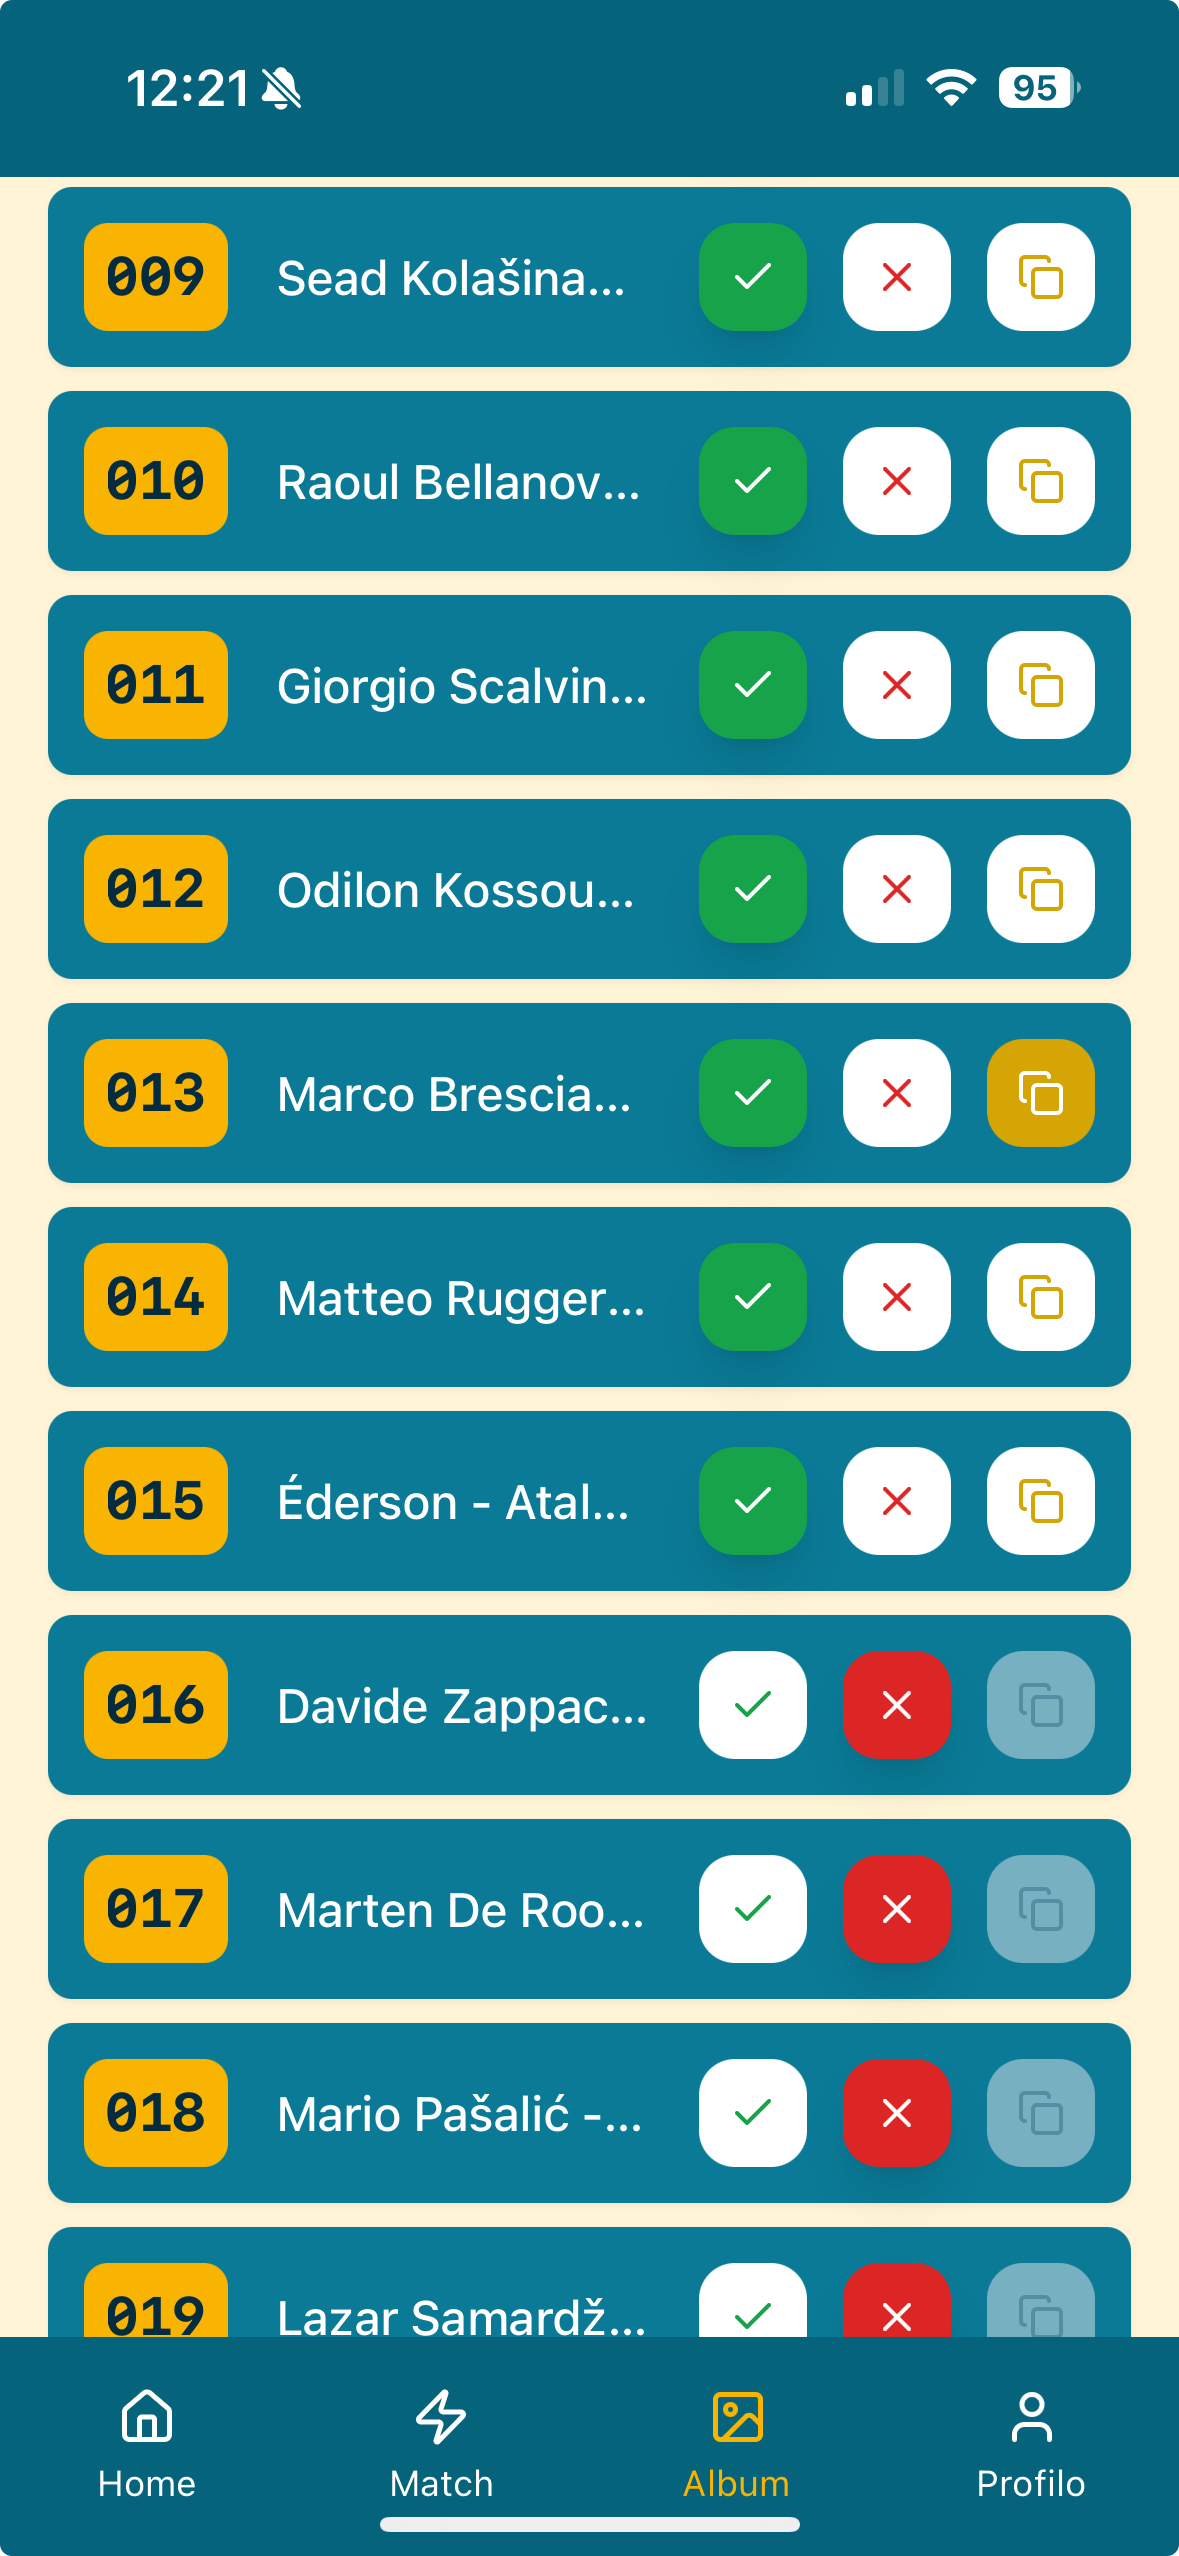 12:21
95
009 Sead Kolašina...
010 Raoul Bellanov...
011 Giorgio Scalvin...
012 Odilon Kossou...
013 Marco Brescia...
014 Matteo Rugger...
015 Éderson - Atal...
016 Davide Zappac...
017 Marten De Roo...
018 Mario Pašalić -...
019 Lazar Samardž...
Home Match Album Profilo